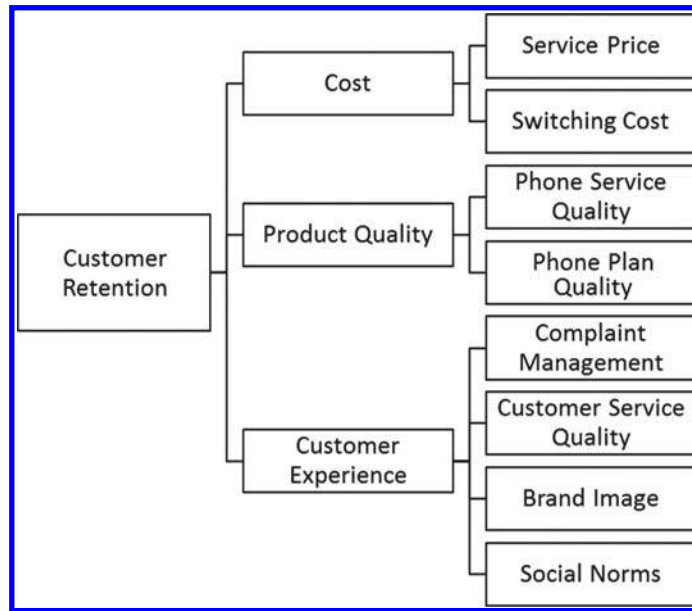 Customer
Retention
Cost
Service Price
Switching Cost
Product Quality
Phone Service
Quality
Phone Plan
Quality
Customer
Experience
Complaint
Management
Customer Service
Quality
Brand Image
Social Norms